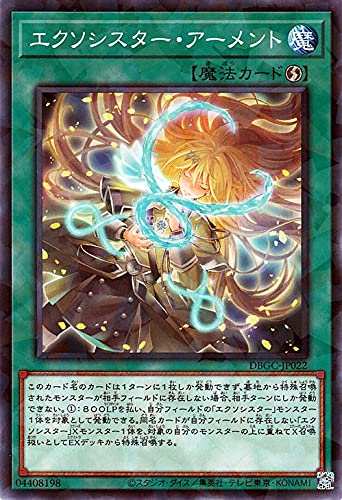 エクソシスター・アーメント
魔
【魔法カード】
DBGC-JP022
このカード名のカードは1ターンに1枚しか発動できず、墓地から特殊召喚
されたモンスターが相手フィールドに存在しない場合、相手ターンにしか発
動できない。①:800LPを払い、自分フィールドの「エクソシスター」モンスター
1体を対象として発動できる。同名カードが自分フィールドに存在しない「エク
ソシスター」Xモンスター1体を、対象の自分のモンスターの上に重ねてX召喚
扱いとしてEXデッキから特殊召喚する。
04408198
©スタジオ・ダイス/集英社・テレビ東京・KONAMI